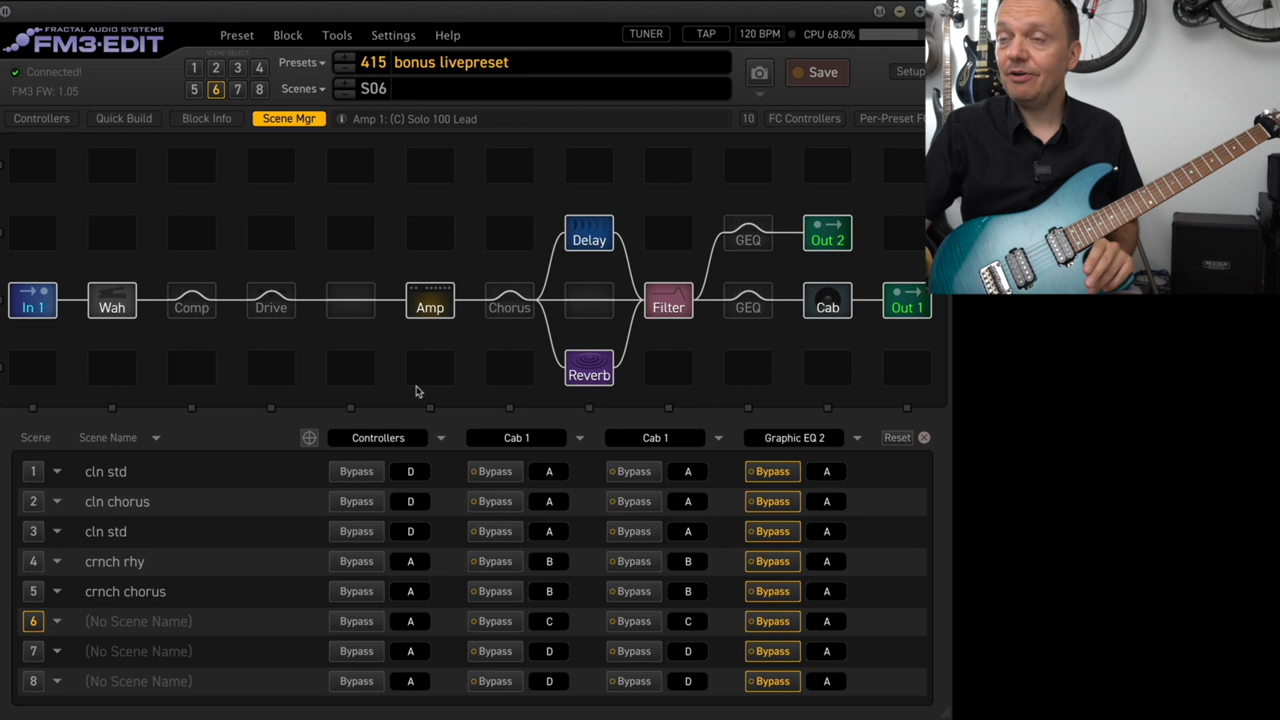 FRACTAL AUDIO SYSTEMS
FM3-EDIT
Preset Block Tools Settings Help
TUNER TAP 120 BPM CPU 68.0%
SCENE SELECT
1 2 3 4
5 6 7 8
Connected!
FM3 FW: 1.05
Presets 415 bonus livepreset
Scenes S06
Save
Setup
Controllers Quick Build Block Info Scene Mgr Amp 1: (C) Solo 100 Lead 10 FC Controllers Per-Preset F
Delay GEQ Out 2
In 1 Wah Comp Drive Amp Chorus Filter GEQ Cab Out 1
Reverb
Scene Scene Name Controllers Cab 1 Cab 1 Graphic EQ 2 Reset
1 cln std Bypass D Bypass A Bypass A Bypass A
2 cln chorus Bypass D Bypass A Bypass A Bypass A
3 cln std Bypass D Bypass A Bypass A Bypass A
4 crnch rhy Bypass A Bypass B Bypass B Bypass A
5 crnch chorus Bypass A Bypass B Bypass B Bypass A
6 (No Scene Name) Bypass A Bypass C Bypass C Bypass A
7 (No Scene Name) Bypass A Bypass D Bypass D Bypass A
8 (No Scene Name) Bypass A Bypass D Bypass D Bypass A